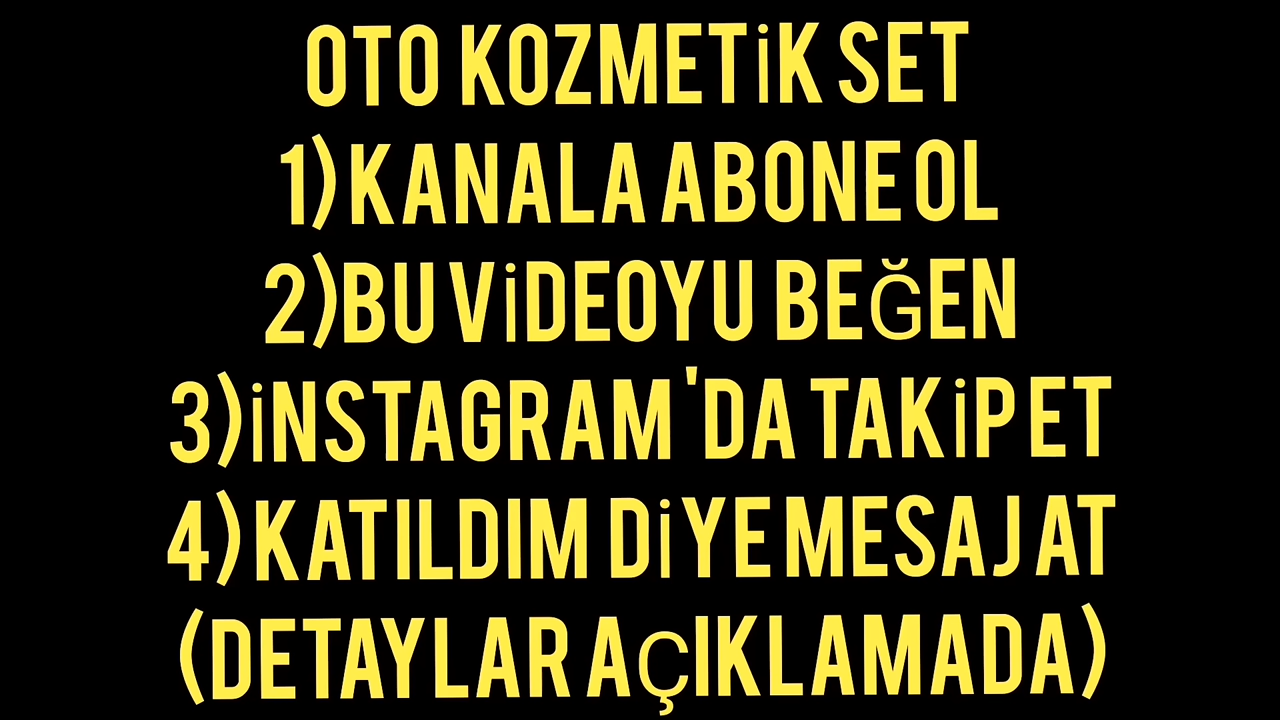 OTO KOZMETİK SET
1)KANALA ABONE OL
2)BU VİDEOYU BEĞEN
3)İNSTAGRAM'DA TAKİP ET
4)KATILDIM DİYE MESAJ AT
(DETAYLAR AÇIKLAMADA)